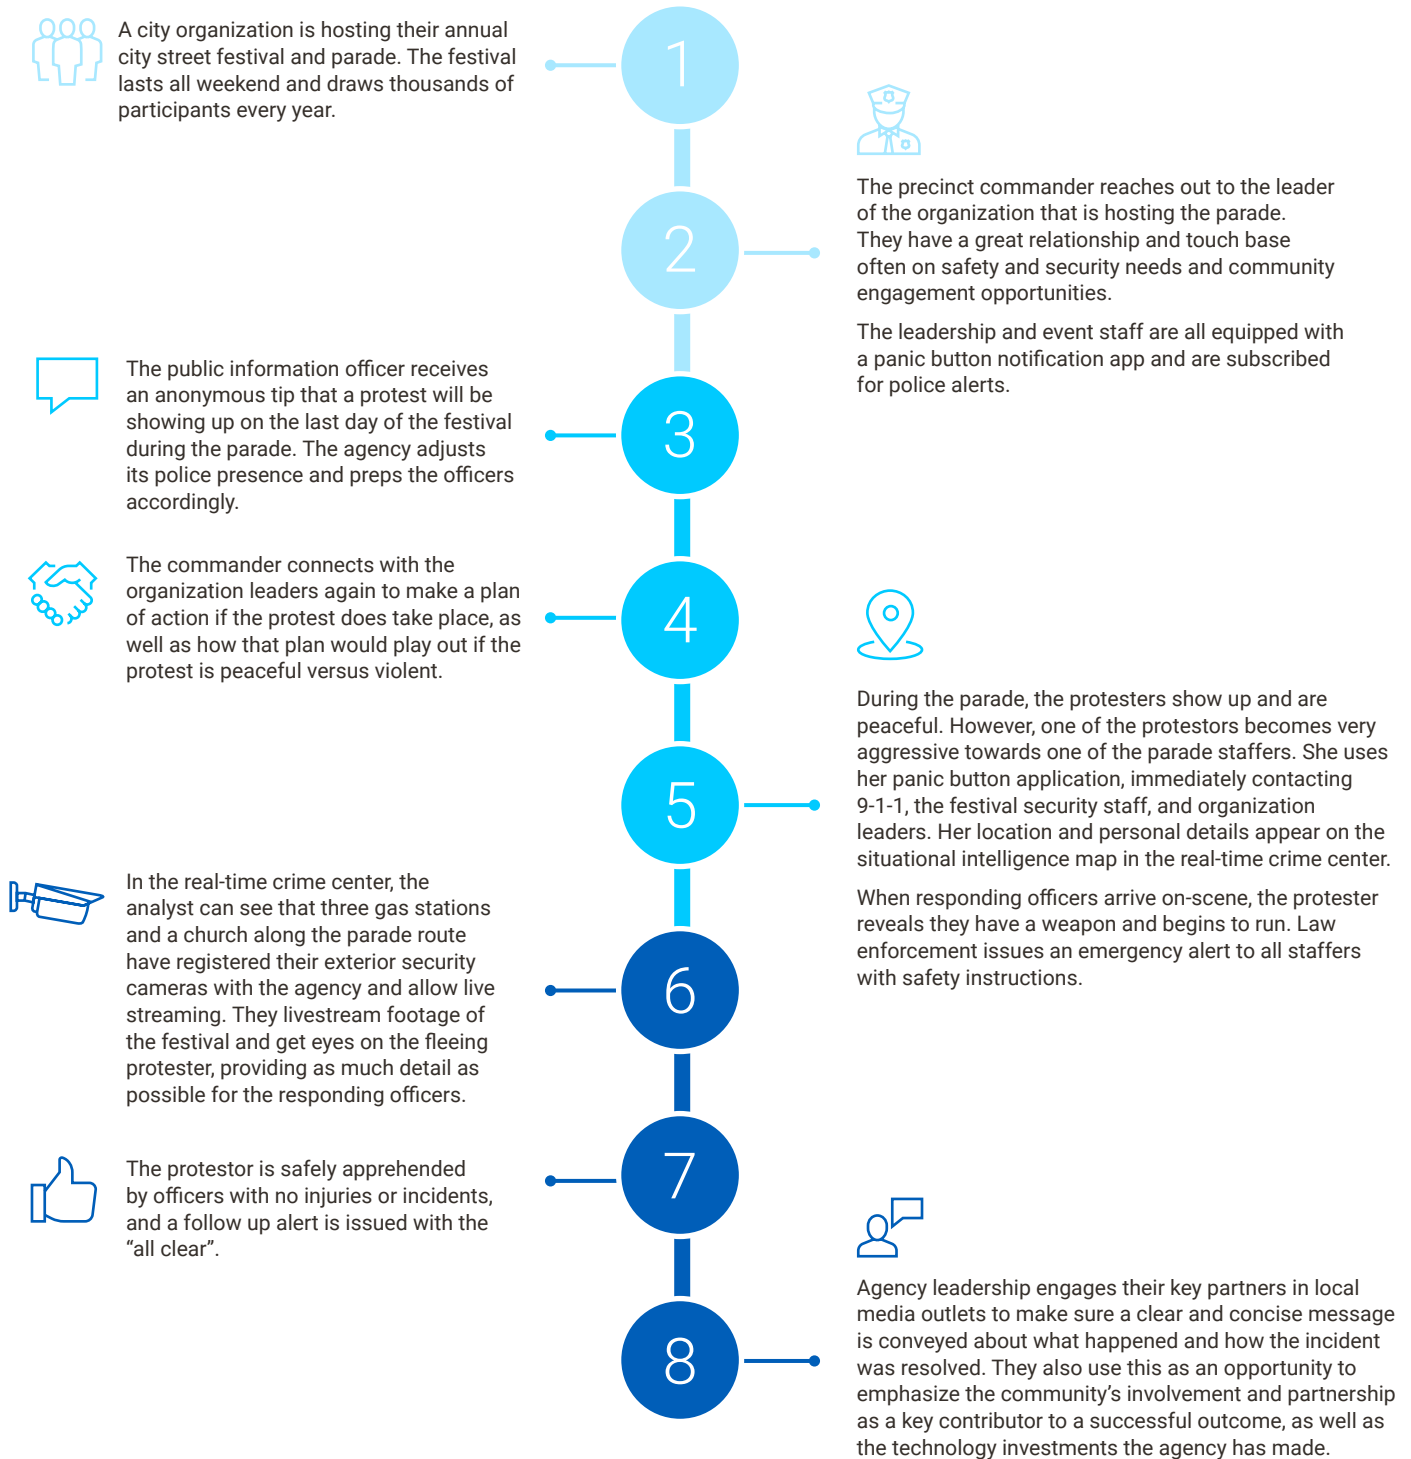 1
A city organization is hosting their annual
city street festival and parade. The festival
lasts all weekend and draws thousands of
participants every year.
2
The precinct commander reaches out to the leader
of the organization that is hosting the parade.
They have a great relationship and touch base
often on safety and security needs and community
engagement opportunities.
The leadership and event staff are all equipped with
a panic button notification app and are subscribed
for police alerts.
3
The public information officer receives
an anonymous tip that a protest will be
showing up on the last day of the festival
during the parade. The agency adjusts
its police presence and preps the officers
accordingly.
4
The commander connects with the
organization leaders again to make a plan
of action if the protest does take place, as
well as how that plan would play out if the
protest is peaceful versus violent.
5
During the parade, the protesters show up and are
peaceful. However, one of the protestors becomes very
aggressive towards one of the parade staffers. She uses
her panic button application, immediately contacting
9-1-1, the festival security staff, and organization
leaders. Her location and personal details appear on the
situational intelligence map in the real-time crime center.
When responding officers arrive on-scene, the protester
reveals they have a weapon and begins to run. Law
enforcement issues an emergency alert to all staffers
with safety instructions.
6
In the real-time crime center, the
analyst can see that three gas stations
and a church along the parade route
have registered their exterior security
cameras with the agency and allow live
streaming. They livestream footage of
the festival and get eyes on the fleeing
protester, providing as much detail as
possible for the responding officers.
7
The protestor is safely apprehended
by officers with no injuries or incidents,
and a follow up alert is issued with the
“all clear”.
8
Agency leadership engages their key partners in local
media outlets to make sure a clear and concise message
is conveyed about what happened and how the incident
was resolved. They also use this as an opportunity to
emphasize the community’s involvement and partnership
as a key contributor to a successful outcome, as well as
the technology investments the agency has made.